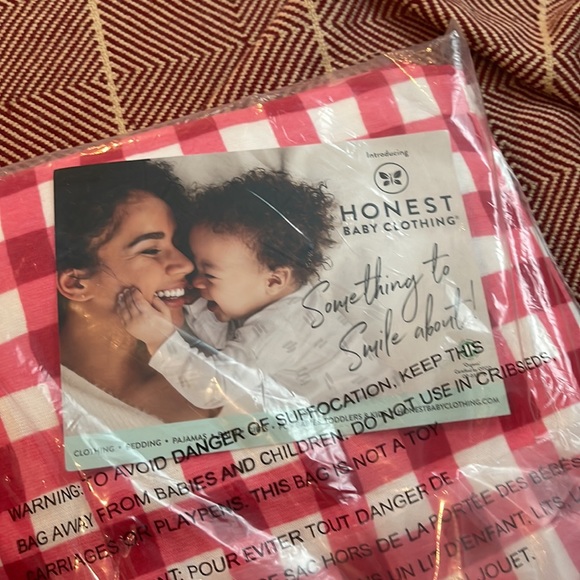 Introducing
HONEST
BABY CLOTHING
Something to
Smile about!
CLOTHING • BEDDING • PAJAMAS TODDLERS & HONESTBABYCLOTHING.COM
WARNING: TO AVOID DANGER OF SUFFOCATION, KEEP THIS
BAG AWAY FROM BABIES AND CHILDREN. DO NOT USE IN CRIBS, BEDS,
CARRIAGES OR PLAYPENS. THIS BAG IS NOT A TOY
POUR EVITER TOUT DANGER DE
SAC HORS DE LA PORTÉE DES BÉBÉS
UN LIT D'ENFANT, LITS,
JOUET.